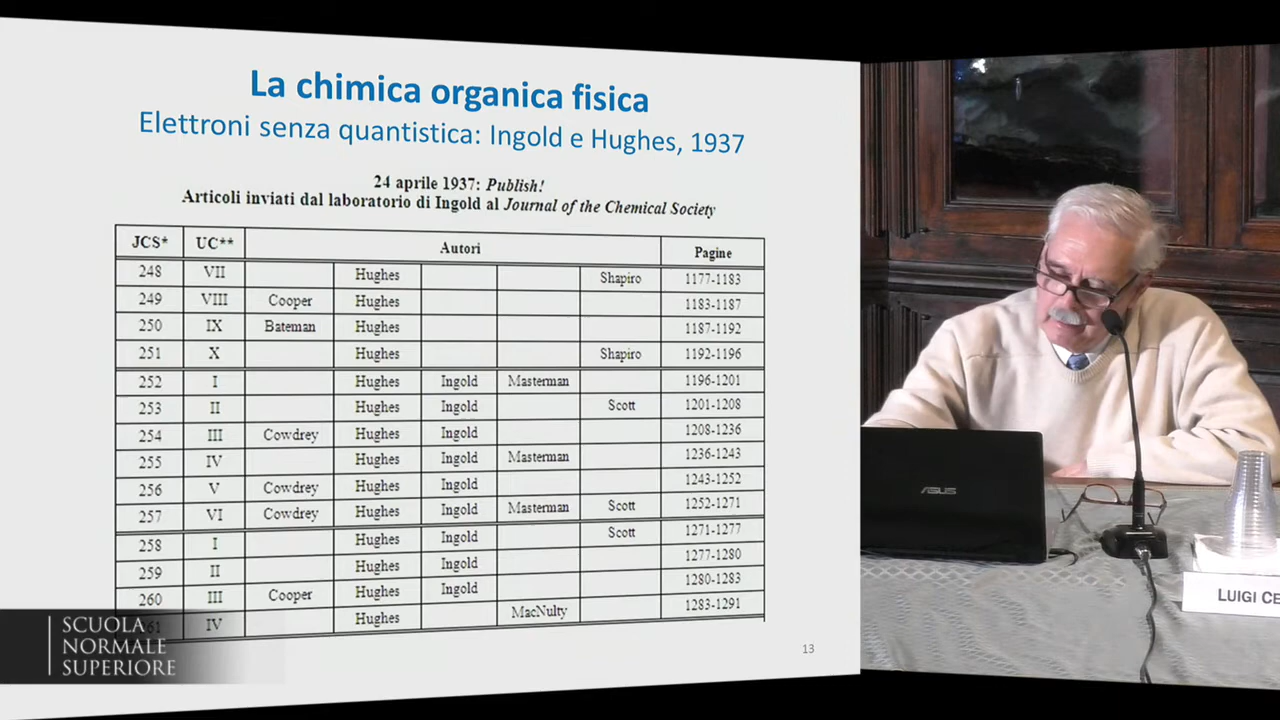 La chimica organica fisica
Elettroni senza quantistica: Ingold e Hughes, 1937
24 aprile 1937: Publish!
Articoli inviati dal laboratorio di Ingold al Journal of the Chemical Society
JCS* UC** Autori Pagine
248 VII Hughes Shapiro 1177-1183
249 VIII Cooper Hughes 1183-1187
250 IX Bateman Hughes 1187-1192
251 X Hughes Shapiro 1192-1196
252 I Hughes Ingold Masterman 1196-1201
253 II Hughes Ingold Scott 1201-1208
254 III Cowdrey Hughes Ingold 1208-1236
255 IV Hughes Ingold Masterman 1236-1243
256 V Cowdrey Hughes Ingold 1243-1252
257 VI Cowdrey Hughes Ingold Masterman Scott 1252-1271
258 I Hughes Ingold Scott 1271-1277
259 II Hughes Ingold 1277-1280
260 III Cooper Hughes Ingold 1280-1283
IV Hughes MacNulty 1283-1291
13
SCUOLA
NORMALE
SUPERIORE
ASUS
LUIGI CE